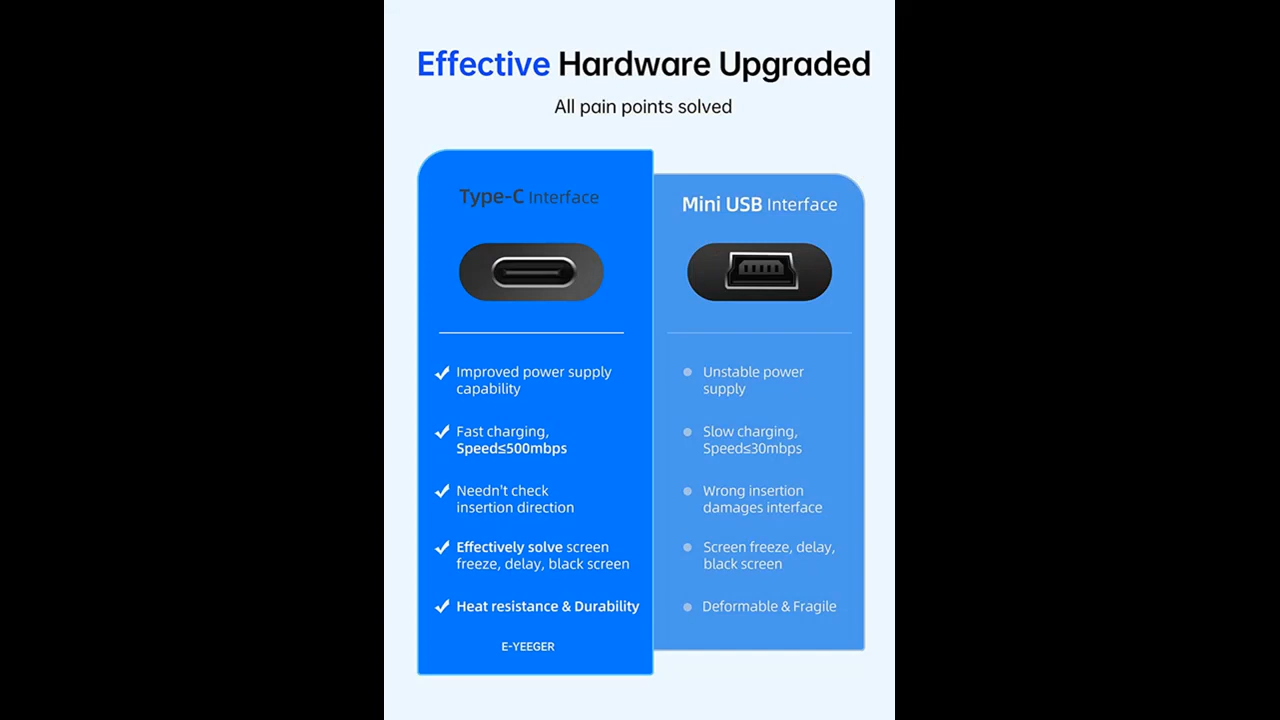 Effective Hardware Upgraded
All pain points solved
Type-C Interface
Improved power supply
capability
Fast charging,
Speed≤500mbps
Needn't check
insertion direction
Effectively solve screen
freeze, delay, black screen
Heat resistance & Durability
E-YEEGER
Mini USB Interface
Unstable power
supply
Slow charging,
Speed≤30mbps
Wrong insertion
damages interface
Screen freeze, delay,
black screen
Deformable & Fragile